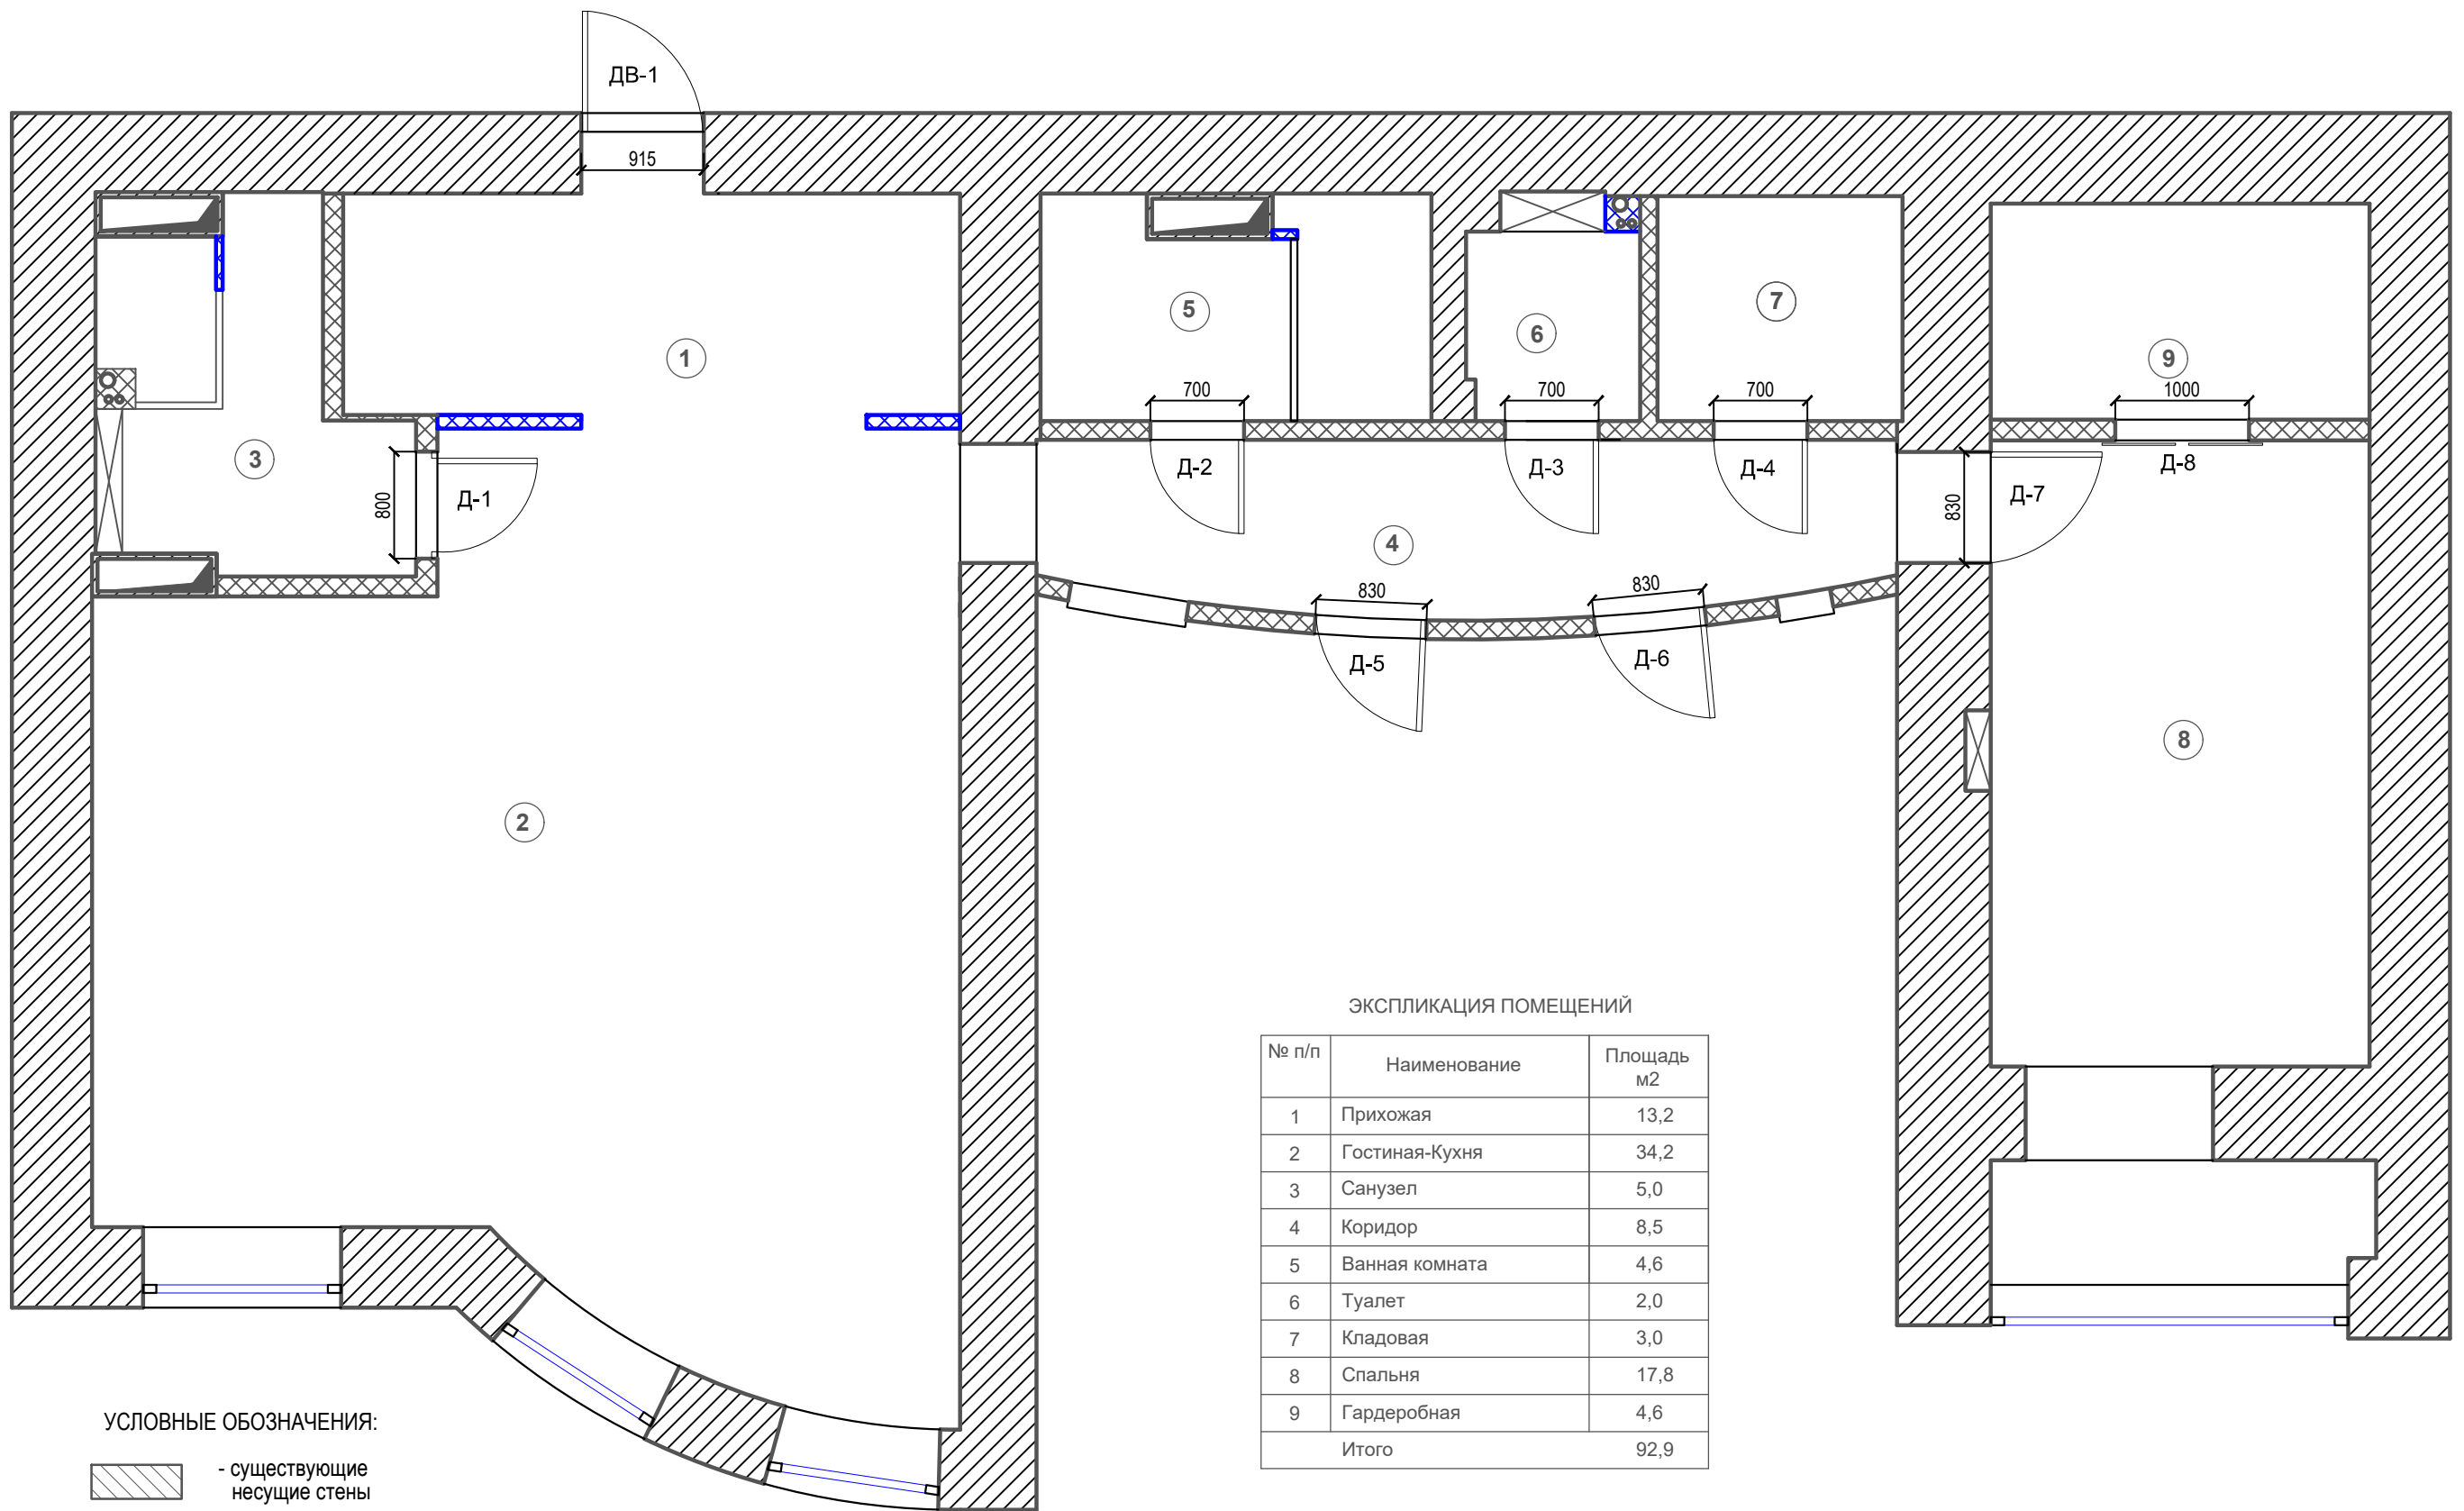 ДВ-1
915
1
5
6
7
9
700
700
700
1000
3
800
Д-1
Д-2
Д-3
Д-4
830
Д-7
Д-8
4
830
830
Д-5
Д-6
8
2
ЭКСПЛИКАЦИЯ ПОМЕЩЕНИЙ
№ п/п Наименование Площадь м2
1 Прихожая 13,2
2 Гостиная-Кухня 34,2
3 Санузел 5,0
4 Коридор 8,5
5 Ванная комната 4,6
6 Туалет 2,0
7 Кладовая 3,0
8 Спальня 17,8
9 Гардеробная 4,6
Итого 92,9
УСЛОВНЫЕ ОБОЗНАЧЕНИЯ:
- существующие
несущие стены